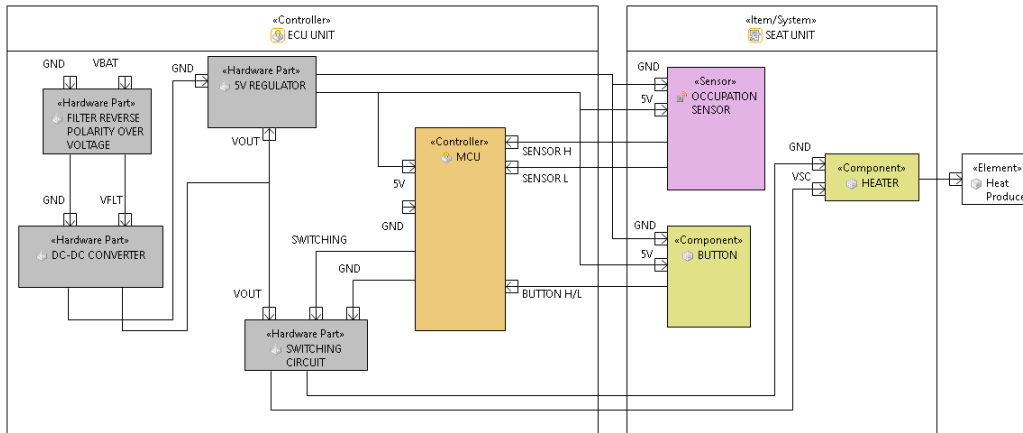 «Controller»
ECU UNIT
«Item/System»
SEAT UNIT
GND
VBAT
«Hardware Part»
FILTER REVERSE
POLARITY OVER
VOLTAGE
GND
VFLT
«Hardware Part»
DC-DC CONVERTER
GND
«Hardware Part»
5V REGULATOR
VOUT
«Controller»
MCU
5V
GND
SENSOR H
SENSOR L
BUTTON H/L
SWITCHING
GND
VOUT
«Hardware Part»
SWITCHING
CIRCUIT
GND
5V
«Sensor»
OCCUPATION
SENSOR
GND
5V
«Component»
BUTTON
GND
VSC
«Component»
HEATER
«Element»
Heat
Produce